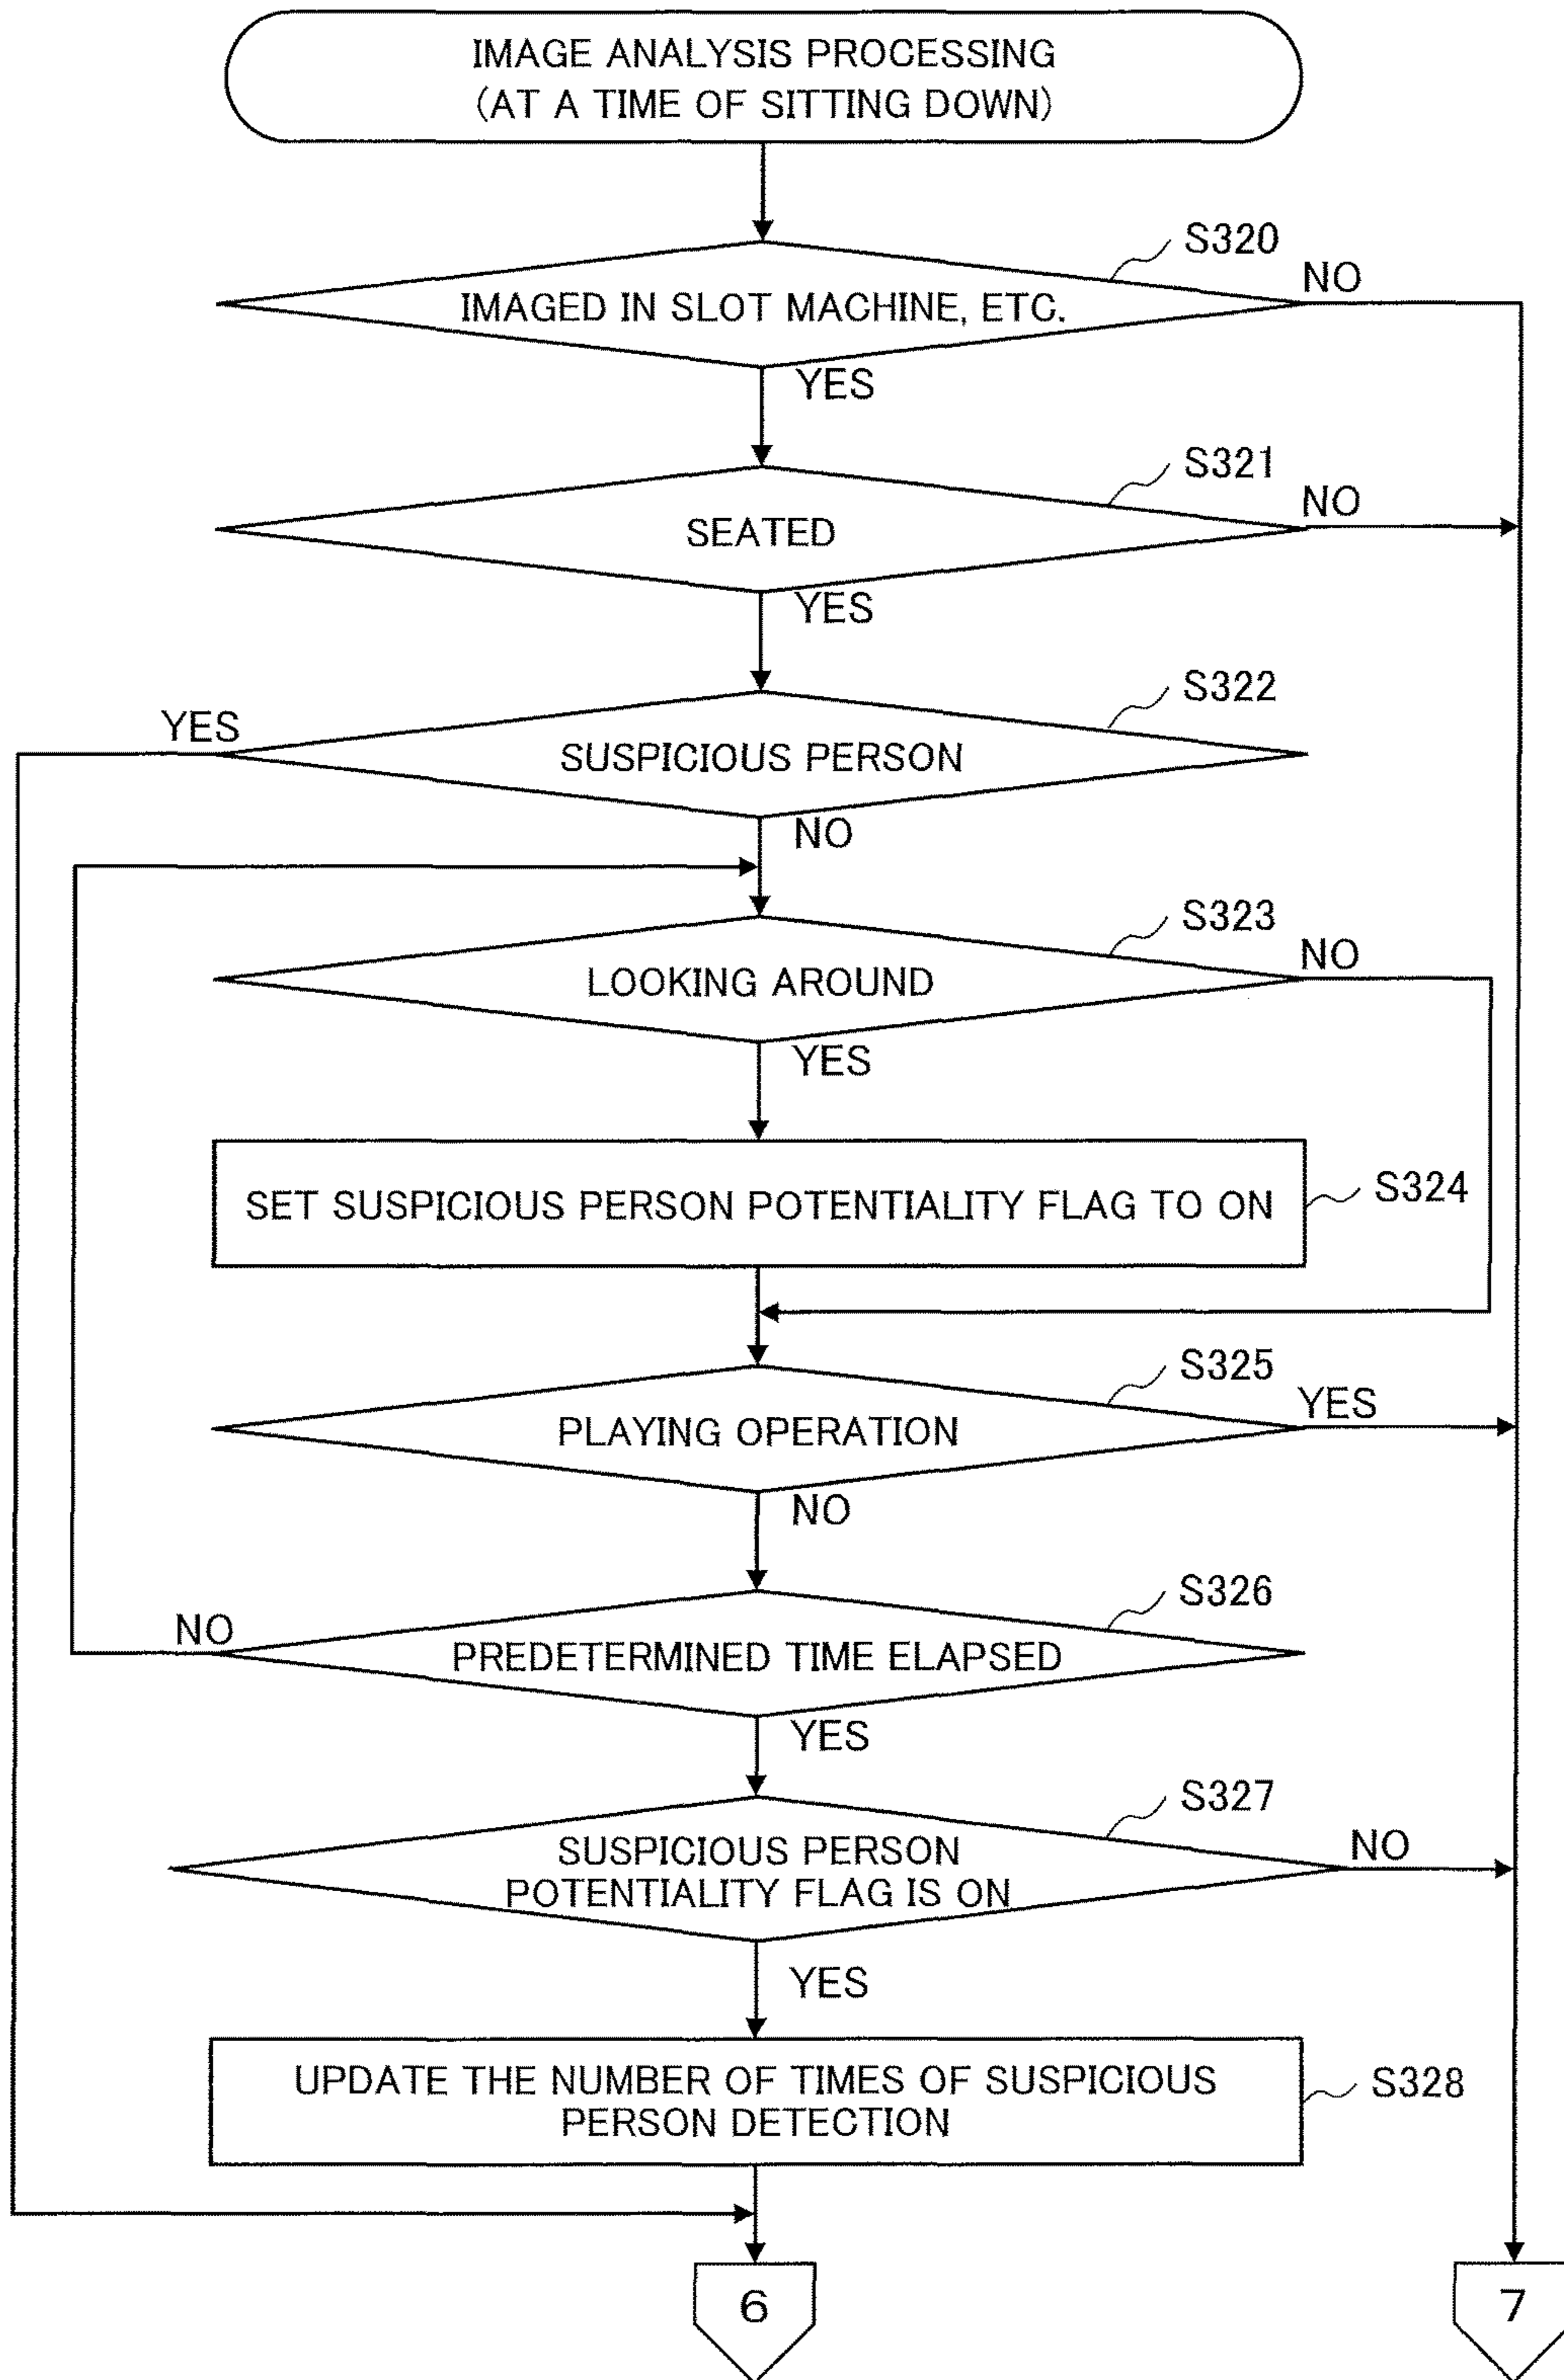 IMAGE ANALYSIS PROCESSING
(AT A TIME OF SITTING DOWN)
S320
NO
IMAGED IN SLOT MACHINE, ETC.
YES
S321
NO
SEATED
YES
S322
YES
SUSPICIOUS PERSON
NO
S323
NO
LOOKING AROUND
YES
SET SUSPICIOUS PERSON POTENTIALITY FLAG TO ON
S324
S325
YES
PLAYING OPERATION
NO
S326
NO
PREDETERMINED TIME ELAPSED
YES
S327
NO
SUSPICIOUS PERSON
POTENTIALITY FLAG IS ON
YES
UPDATE THE NUMBER OF TIMES OF SUSPICIOUS
PERSON DETECTION
S328
6
7